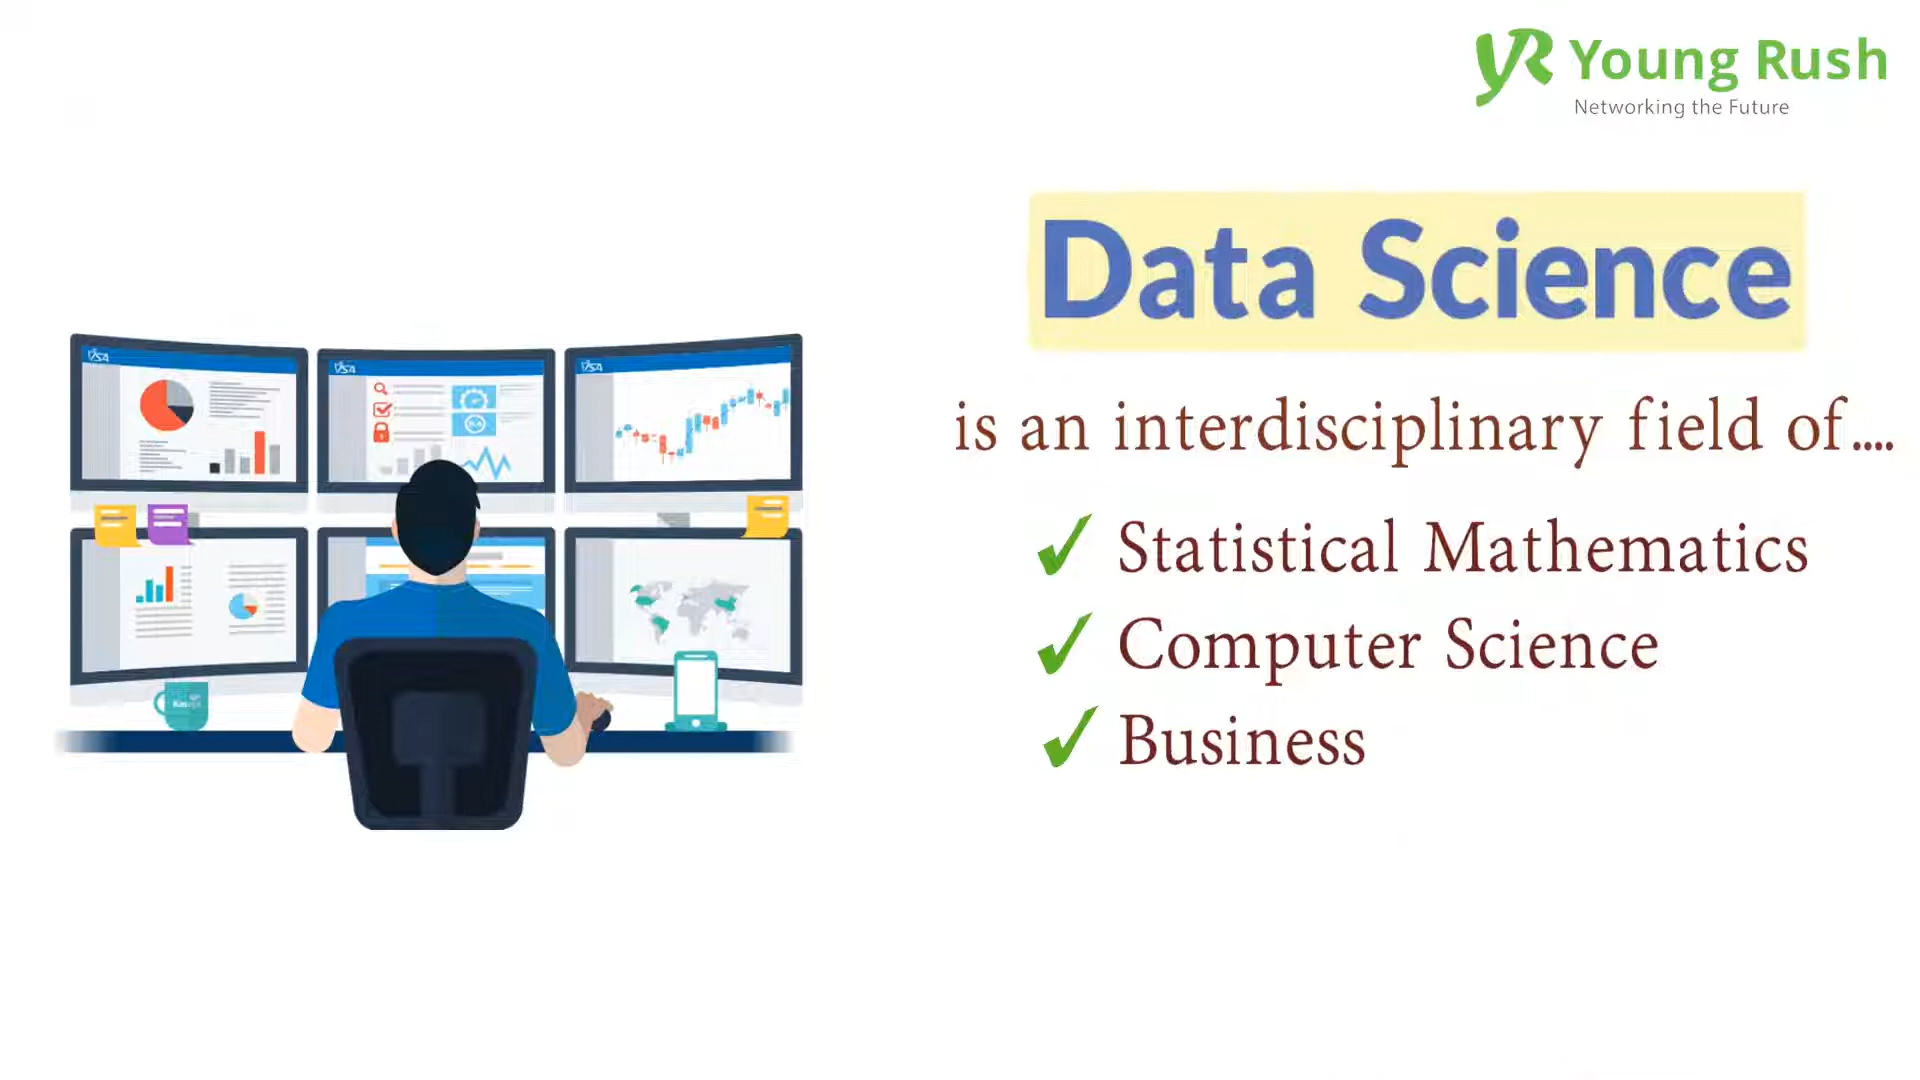 Young Rush
Networking the Future
Data Science
is an interdisciplinary field of....
Statistical Mathematics
Computer Science
Business